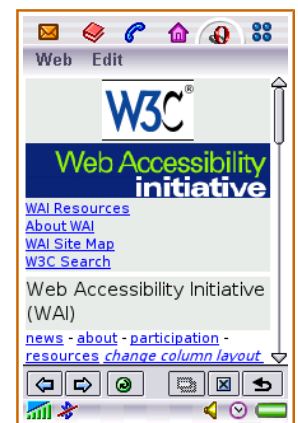 Web Edit
W3C®
Web Accessibility
initiative
WAI Resources
About WAI
WAI Site Map
W3C Search
Web Accessibility Initiative
(WAI)
news - about - participation -
resources change column layout